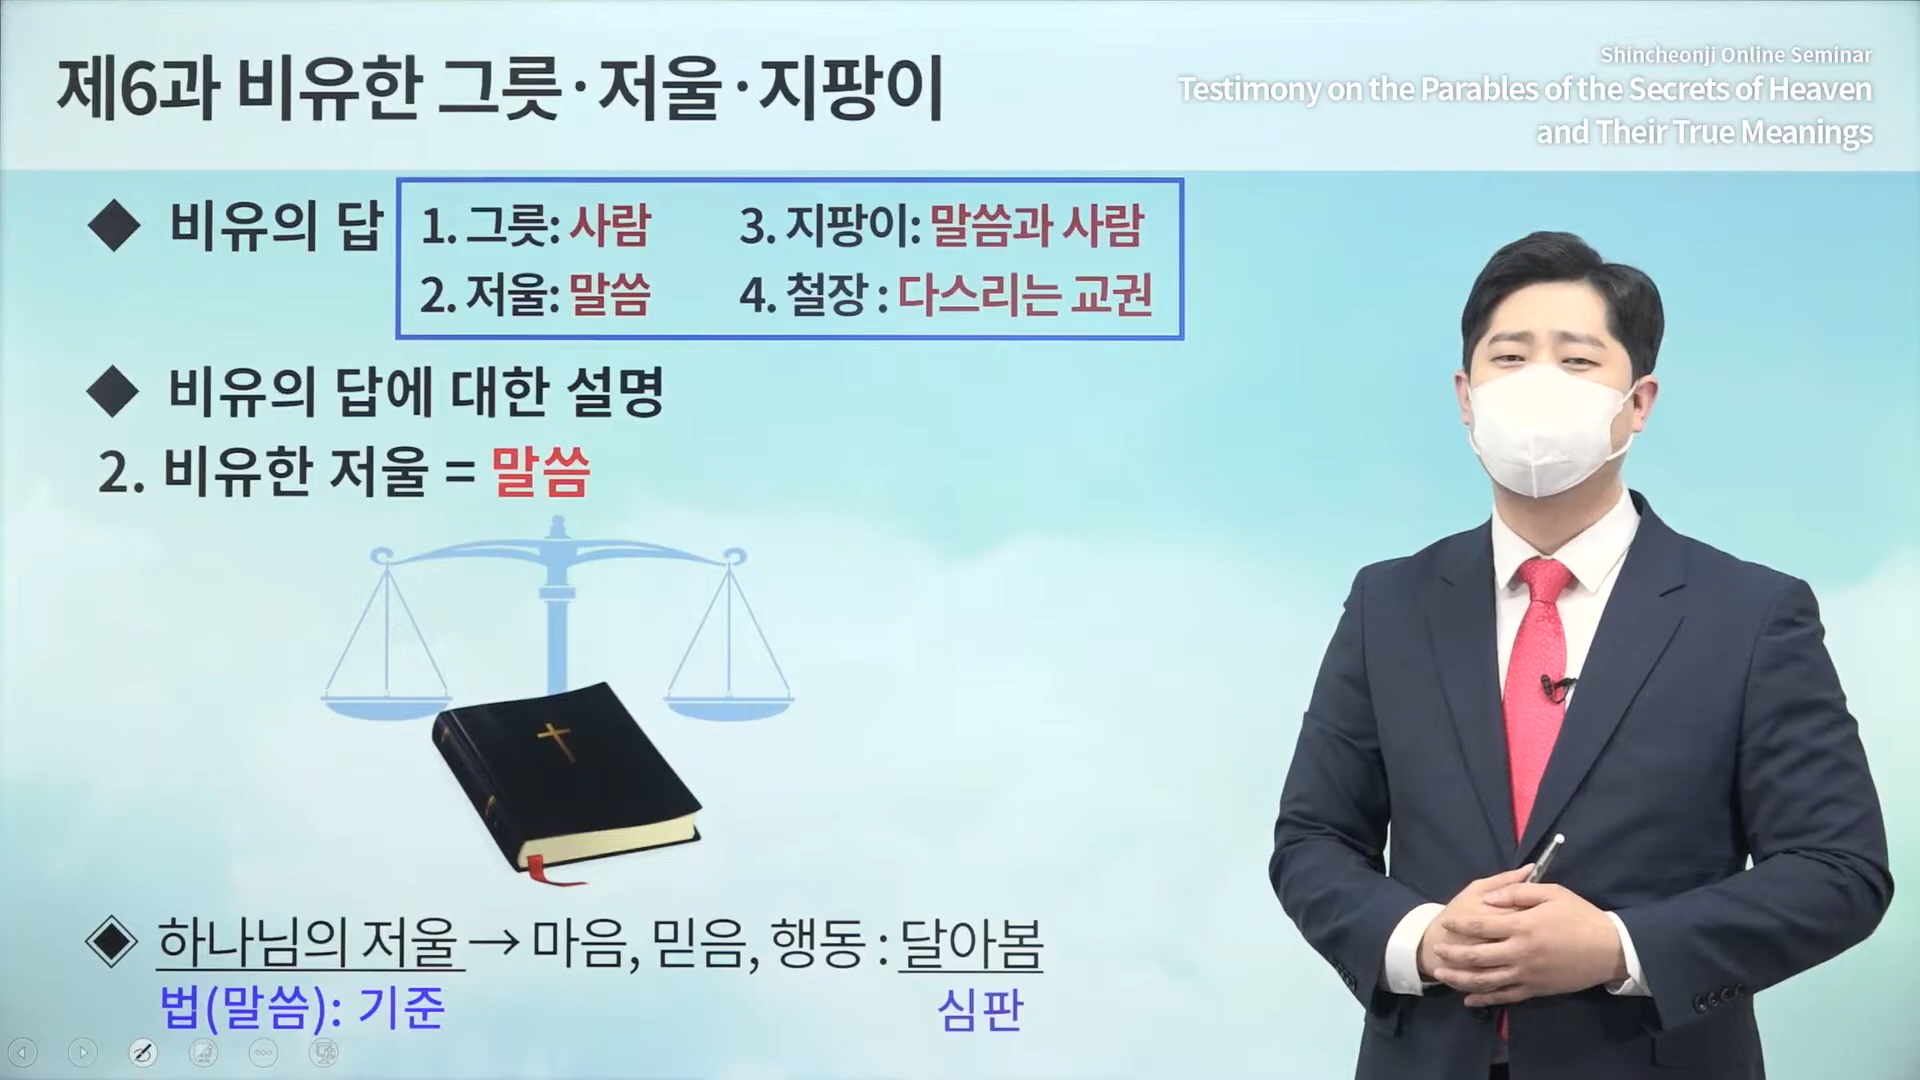 제6과 비유한 그릇·저울·지팡이
Shincheonji Online Seminar
Testimony on the Parables of the Secrets of Heaven
and Their True Meanings
◆ 비유의 답
1. 그릇: 사람
3. 지팡이: 말씀과 사람
2. 저울: 말씀
4. 철장 : 다스리는 교권
◆ 비유의 답에 대한 설명
2. 비유한 저울 = 말씀
◈ 하나님의 저울 → 마음, 믿음, 행동 : 달아봄
법(말씀): 기준
심판